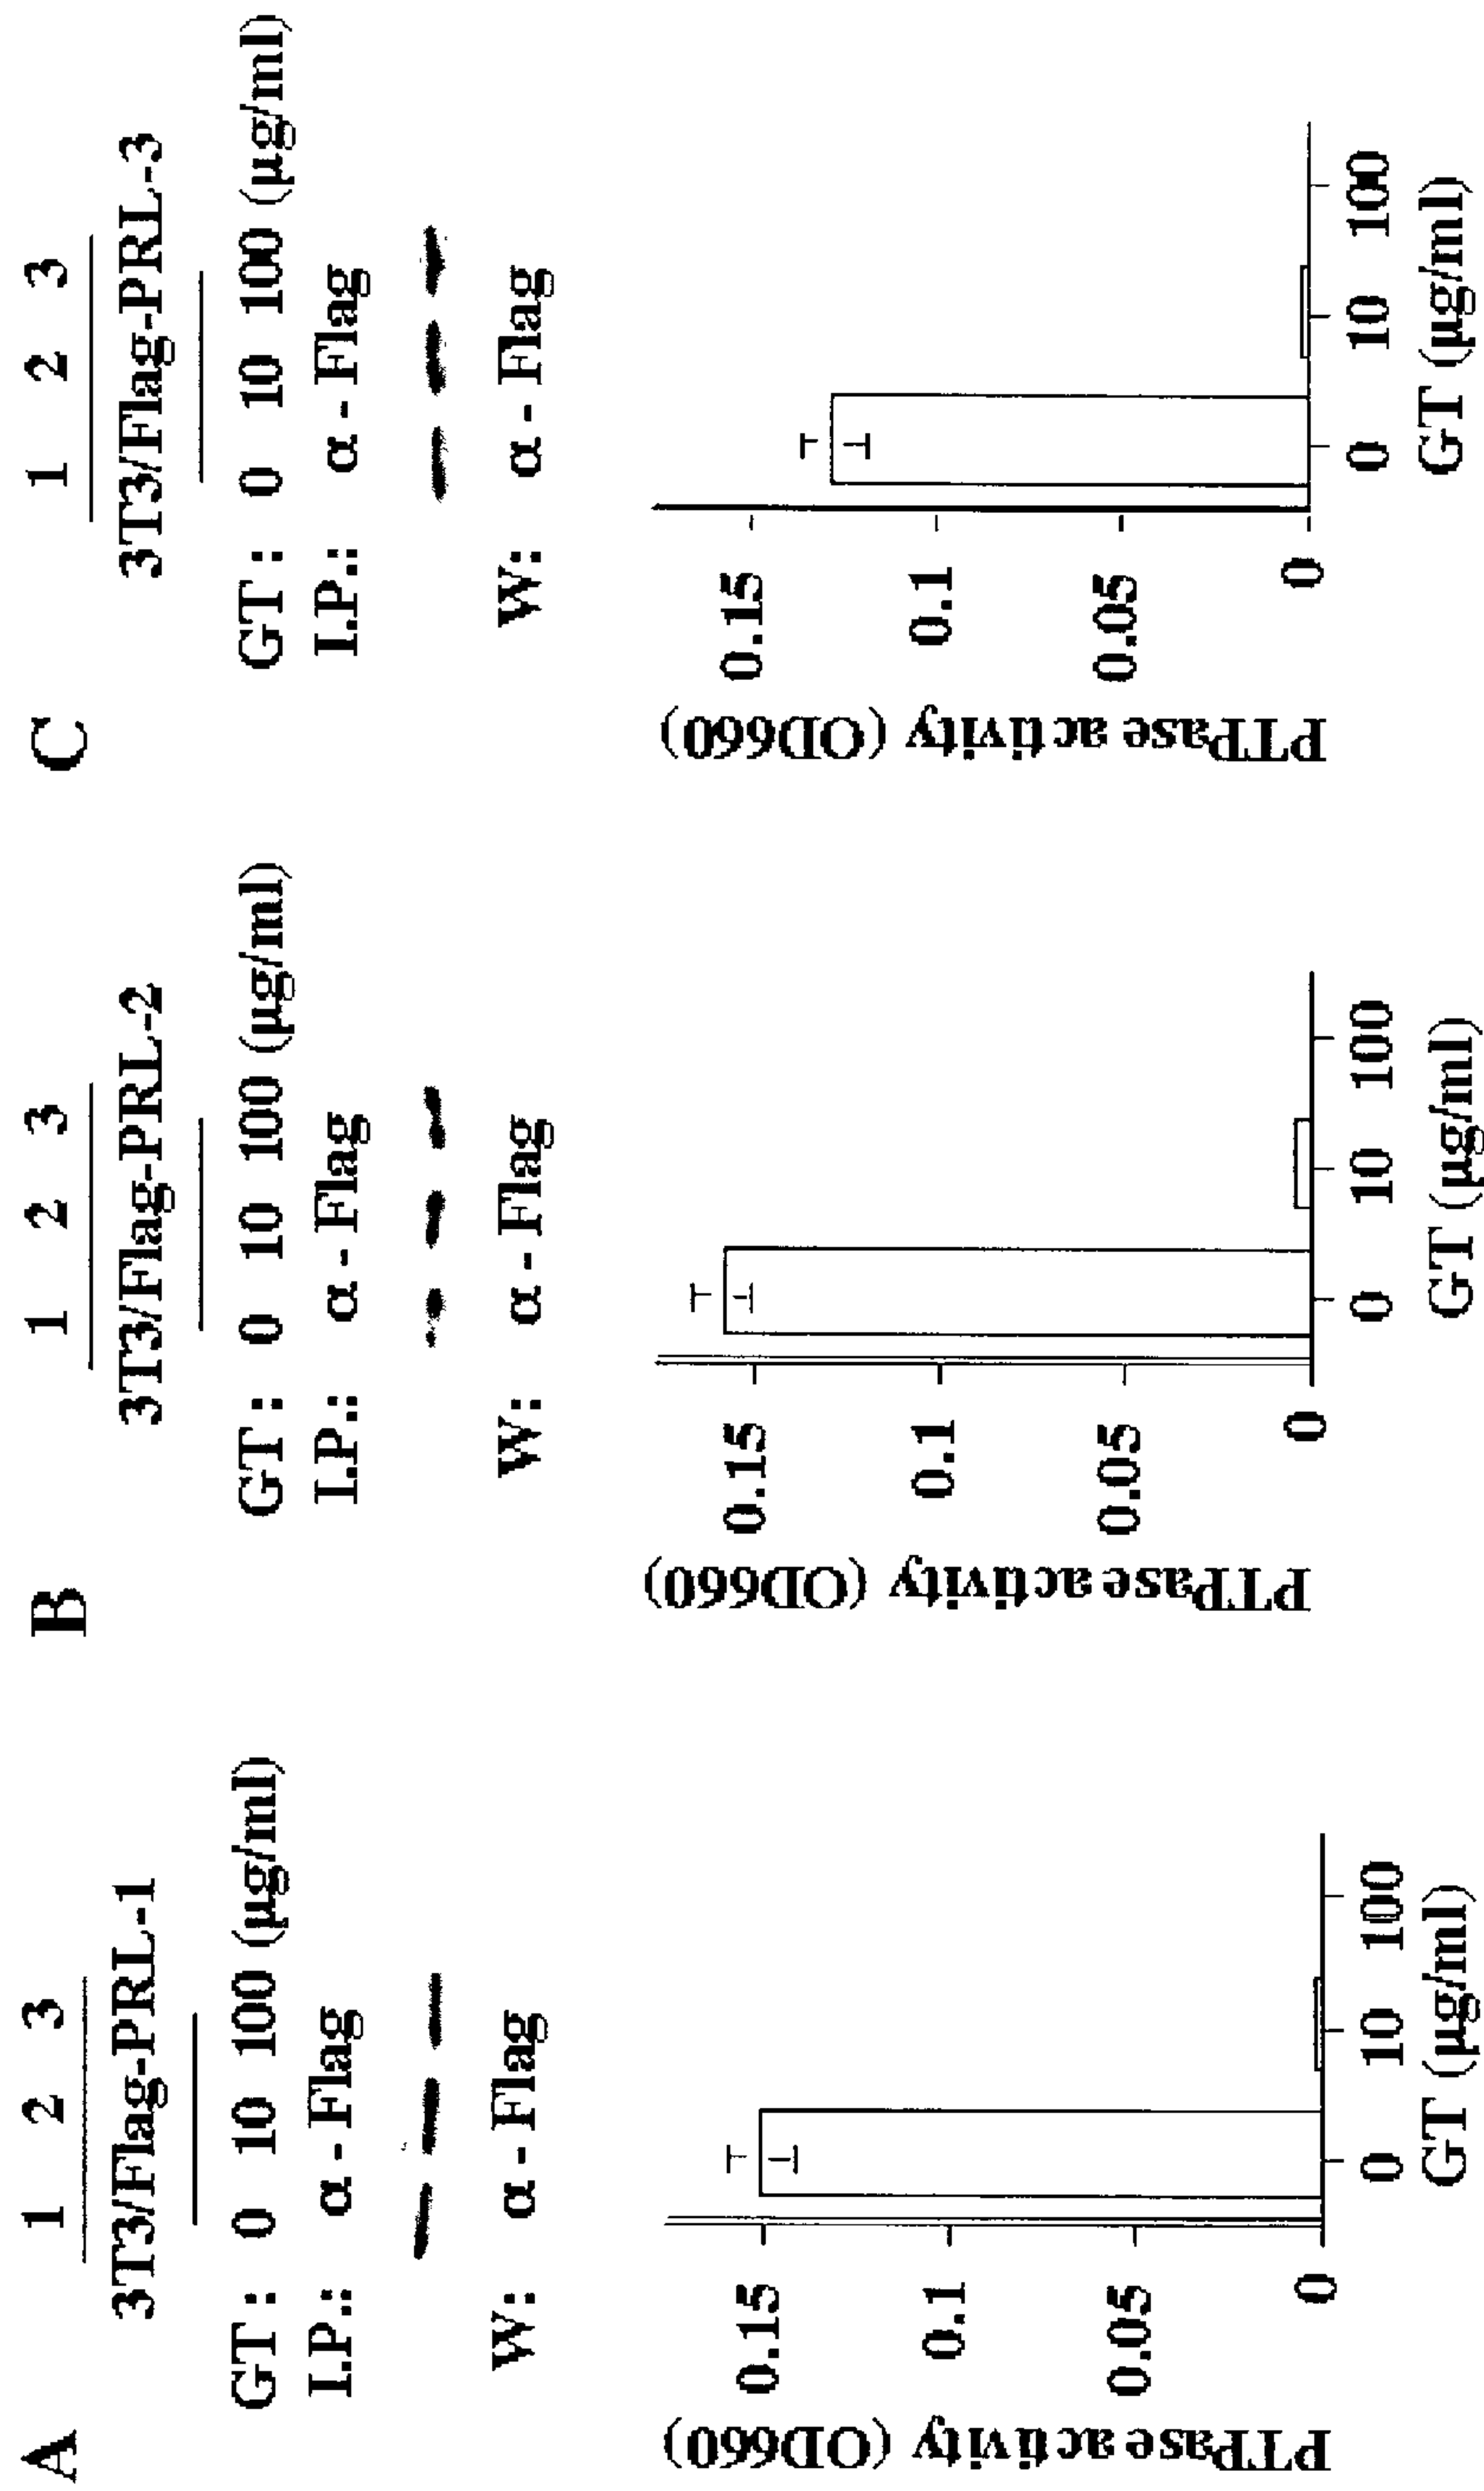 A
1 2 3
3T3/Flag-PRL-1
GT : 0 10 100 (µg/ml)
I.P.: α - Flag
W: α - Flag
PTPase activity (OD660)
0.15
0.1
0.05
0
0 10 100
GT (µg/ml)
B
1 2 3
3T3/Flag-PRL-2
GT : 0 10 100 (µg/ml)
I.P.: α - Flag
W: α - Flag
PTPase activity (OD660)
0.15
0.1
0.05
0
0 10 100
GT (µg/ml)
C
1 2 3
3T3/Flag-PRL-3
GT : 0 10 100 (µg/ml)
I.P.: α - Flag
W: α - Flag
PTPase activity (OD660)
0.15
0.1
0.05
0
0 10 100
GT (µg/ml)